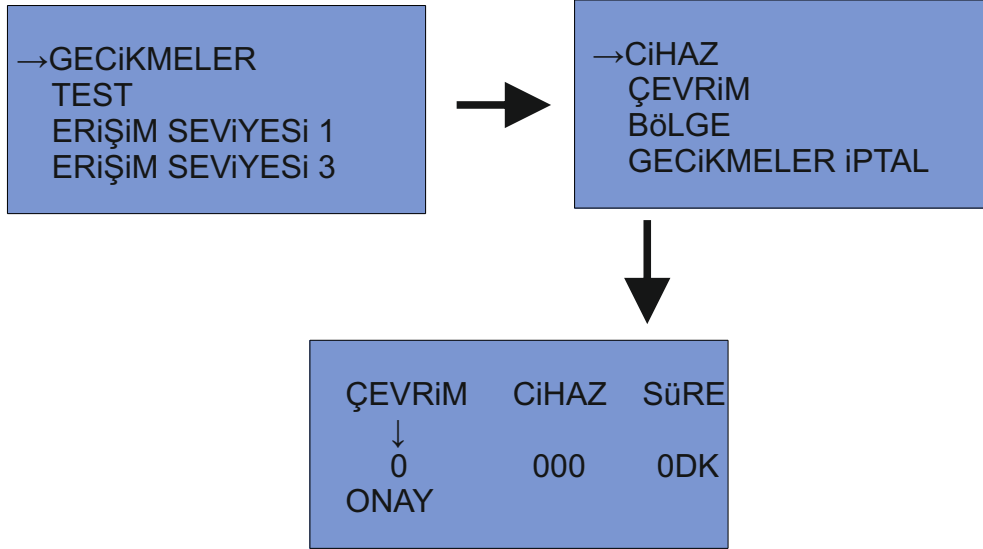 →GECiKMELER
TEST
ERiŞiM SEViYESi 1
ERiŞiM SEViYESi 3
→CiHAZ
ÇEVRiM
BöLGE
GECiKMELER iPTAL
ÇEVRiM CiHAZ SüRE
↓
0 000 0DK
ONAY